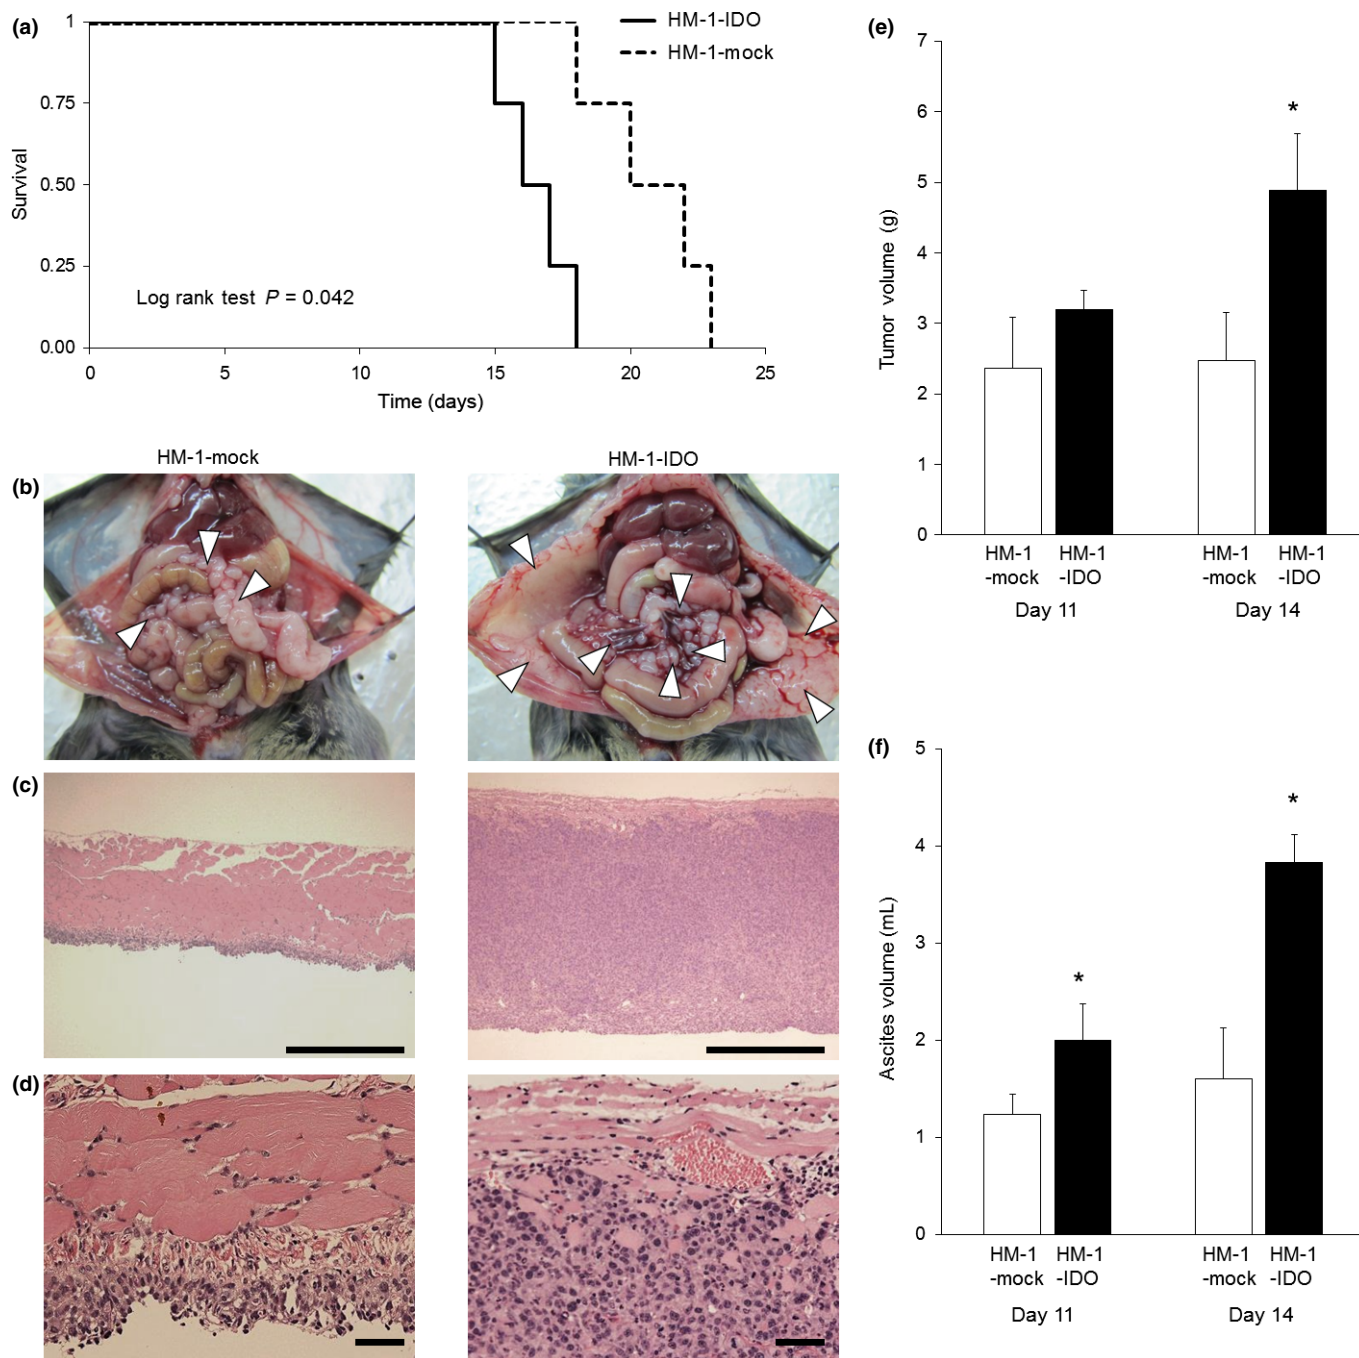 (a)
1
0.75
0.50
0.25
0.00
Survival
HM-1-IDO
HM-1-mock
Log rank test P = 0.042
0 5 10 15 20 25
Time (days)
HM-1-mock
HM-1-IDO
(b)
(c)
(d)
(e)
7
6
5
4
3
2
1
0
Tumor volume (g)
*
HM-1 HM-1 HM-1 HM-1
-mock -IDO -mock -IDO
Day 11 Day 14
(f)
5
4
3
2
1
0
Ascites volume (mL)
*
*
HM-1 HM-1 HM-1 HM-1
-mock -IDO -mock -IDO
Day 11 Day 14